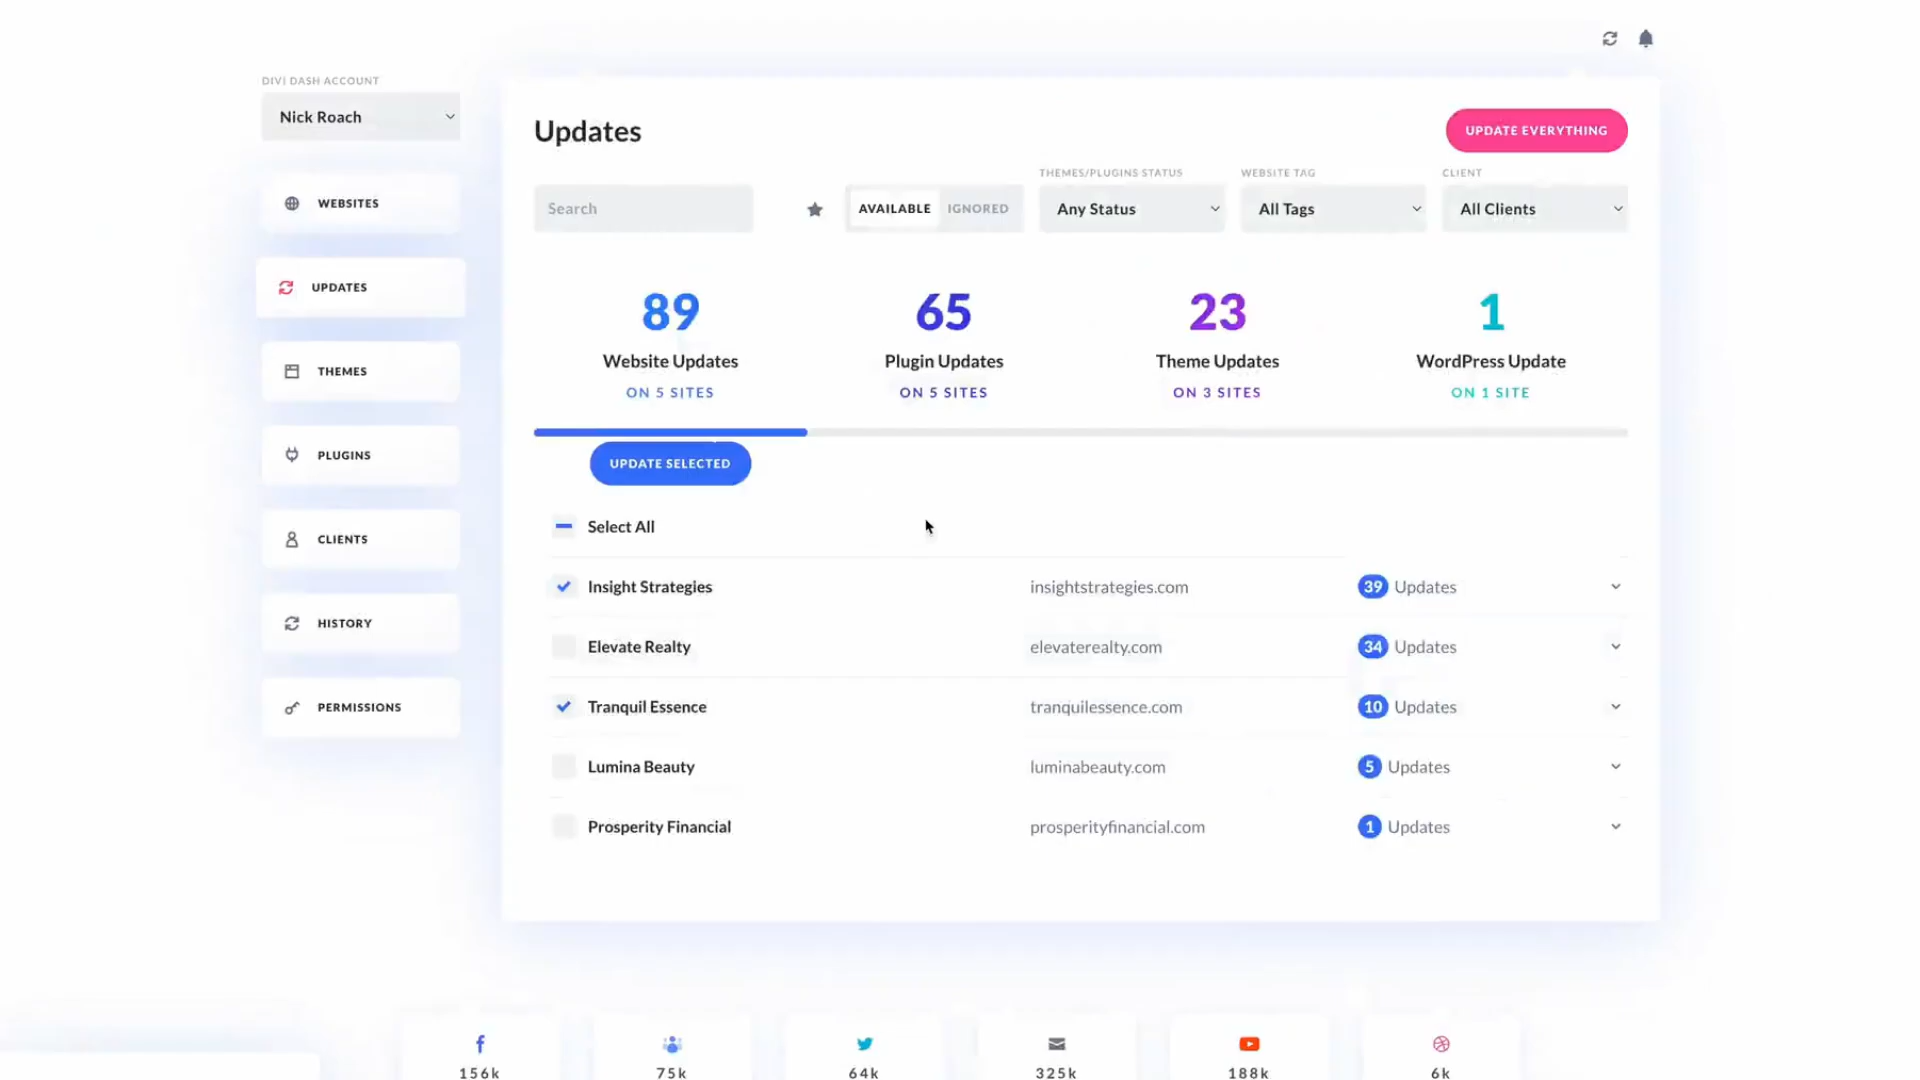 DIVI DASH ACCOUNT
Nick Roach
WEBSITES
UPDATES
THEMES
PLUGINS
CLIENTS
HISTORY
PERMISSIONS
Updates
UPDATE EVERYTHING
Search
AVAILABLE IGNORED
THEMES/PLUGINS STATUS
Any Status
WEBSITE TAG
All Tags
CLIENT
All Clients
89
Website Updates
ON 5 SITES
65
Plugin Updates
ON 5 SITES
23
Theme Updates
ON 3 SITES
1
WordPress Update
ON 1 SITE
UPDATE SELECTED
Select All
Insight Strategies insightstrategies.com 39 Updates
Elevate Realty elevaterealty.com 34 Updates
Tranquil Essence tranquilessence.com 10 Updates
Lumina Beauty luminabeauty.com 5 Updates
Prosperity Financial prosperityfinancial.com 1 Updates
156k 75k 64k 325k 188k 6k